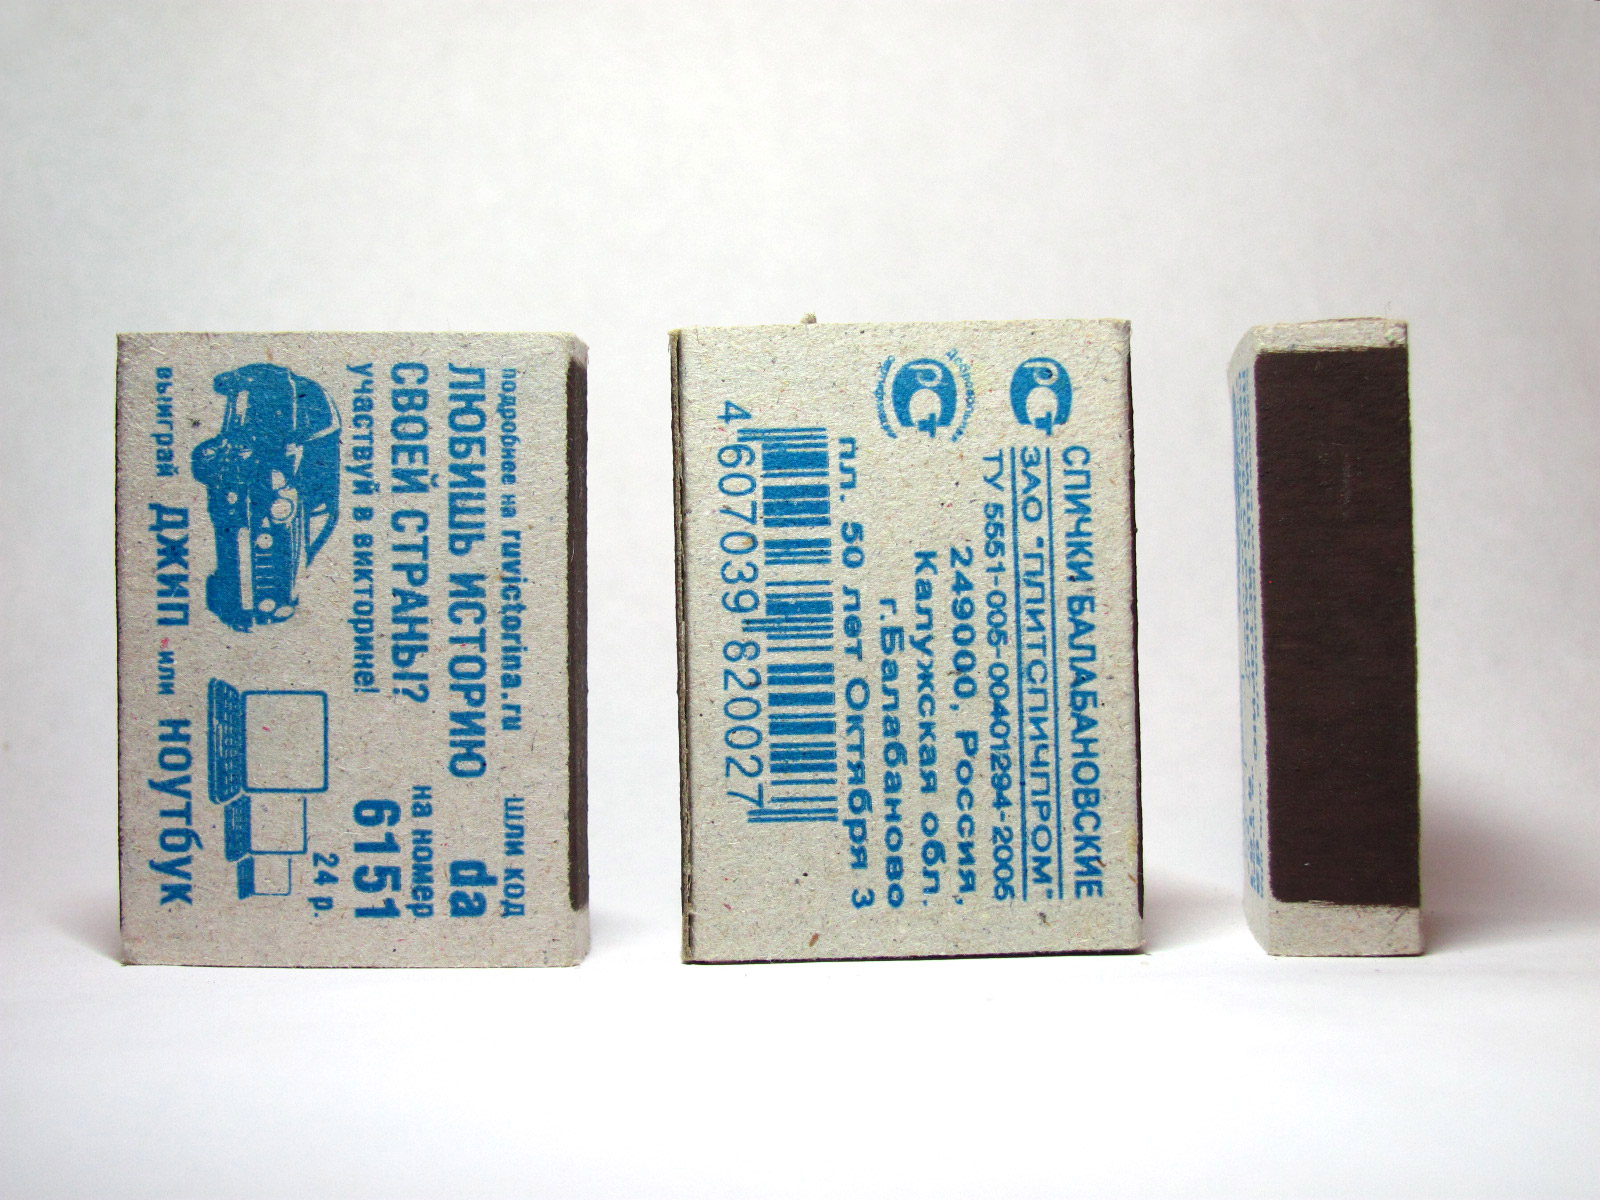 подробнее на ruvictorina.ru
ЛЮБИШЬ ИСТОРИЮ
СВОЕЙ СТРАНЫ?
участвуй в викторине!
шли код
da
на номер
6151
24 р.
выиграй ДЖИП или НОУТБУК
РСТ
СПИЧКИ БАЛАБАНОВСКИЕ
ЗАО "ПЛИТСПИЧПРОМ"
ТУ 5551-005-00401294-2005
РСТ
249000, Россия,
Калужская обл.
г.Балабаново
пл. 50 лет Октября 3
4 607039 820027